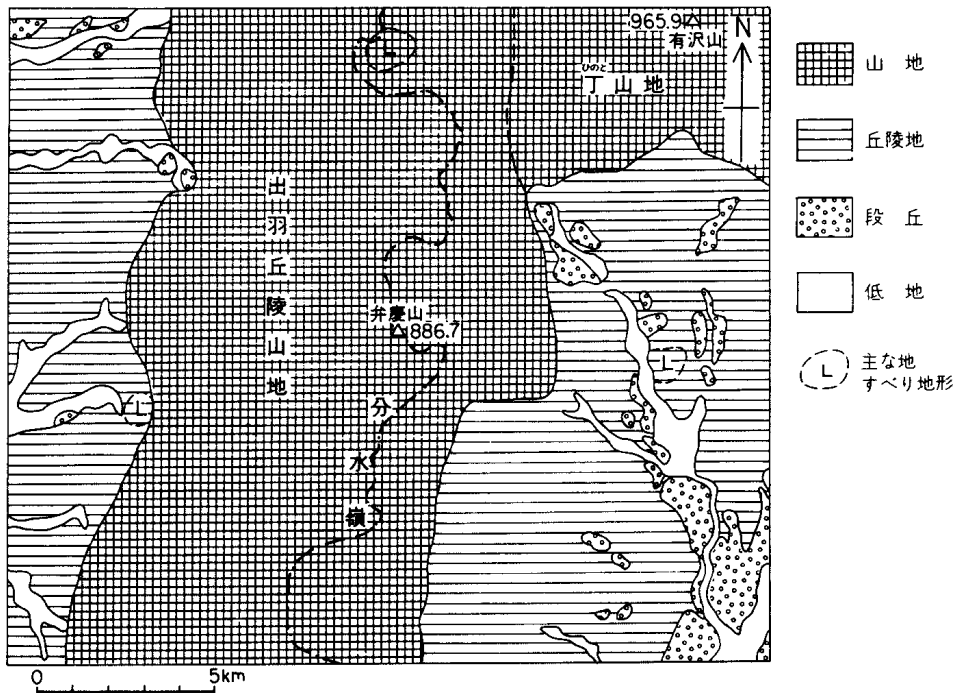 965.9
有沢山
N
ひのと
丁山地
L
出羽丘陵山地
弁慶山
886.7
L
L
分水嶺
0 5km
山地
丘陵地
段丘
低地
L
主な地
すべり地形